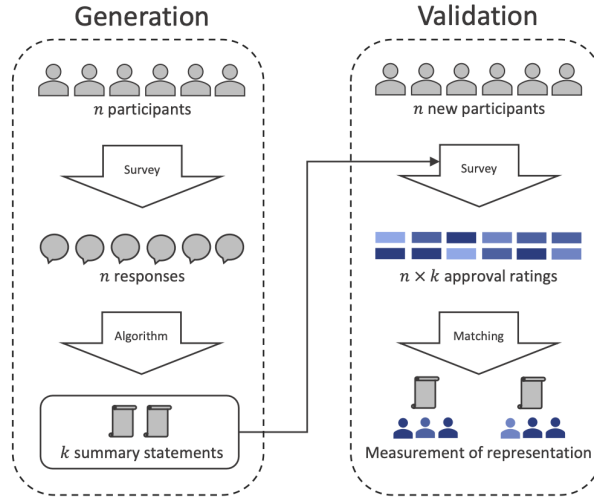 Generation
n participants
Survey
n responses
Algorithm
k summary statements
Validation
n new participants
Survey
n × k approval ratings
Matching
Measurement of representation